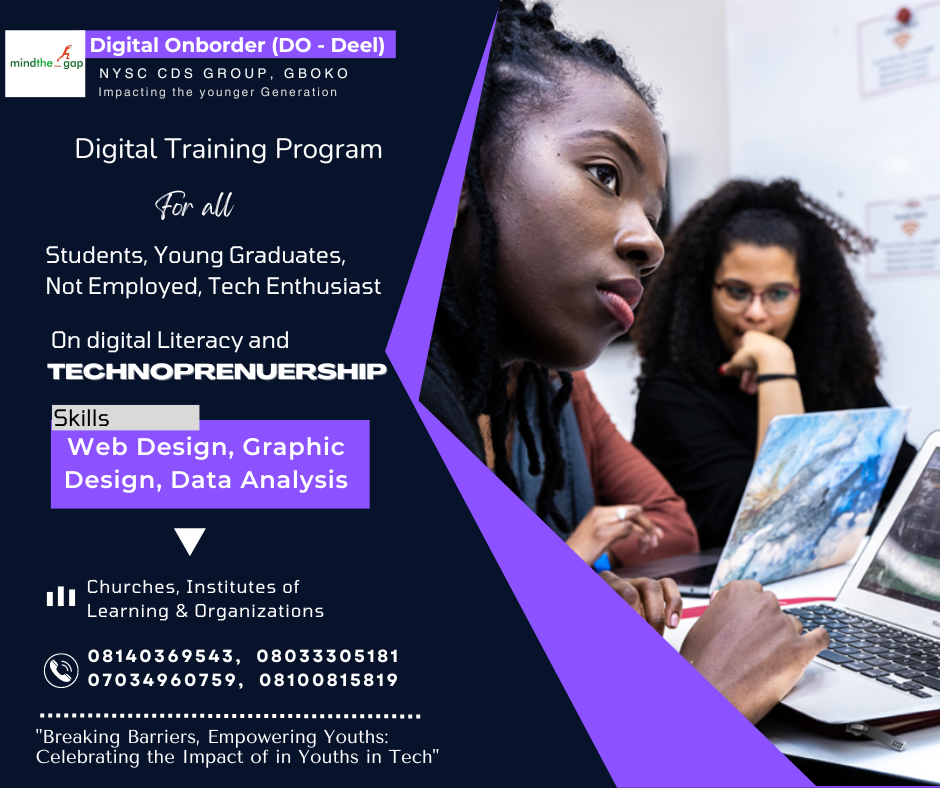 mindthe_gap
Digital Onborder (DO - Deel)
NYSC CDS GROUP, GBOKO
Impacting the younger Generation
Digital Training Program
For all
Students, Young Graduates,
Not Employed, Tech Enthusiast
On digital Literacy and
TECHNOPRENUERSHIP
Skills
Web Design, Graphic
Design, Data Analysis
Churches, Institutes of
Learning & Organizations
08140369543, 08033305181
07034960759, 08100815819
"Breaking Barriers, Empowering Youths:
Celebrating the Impact of in Youths in Tech"